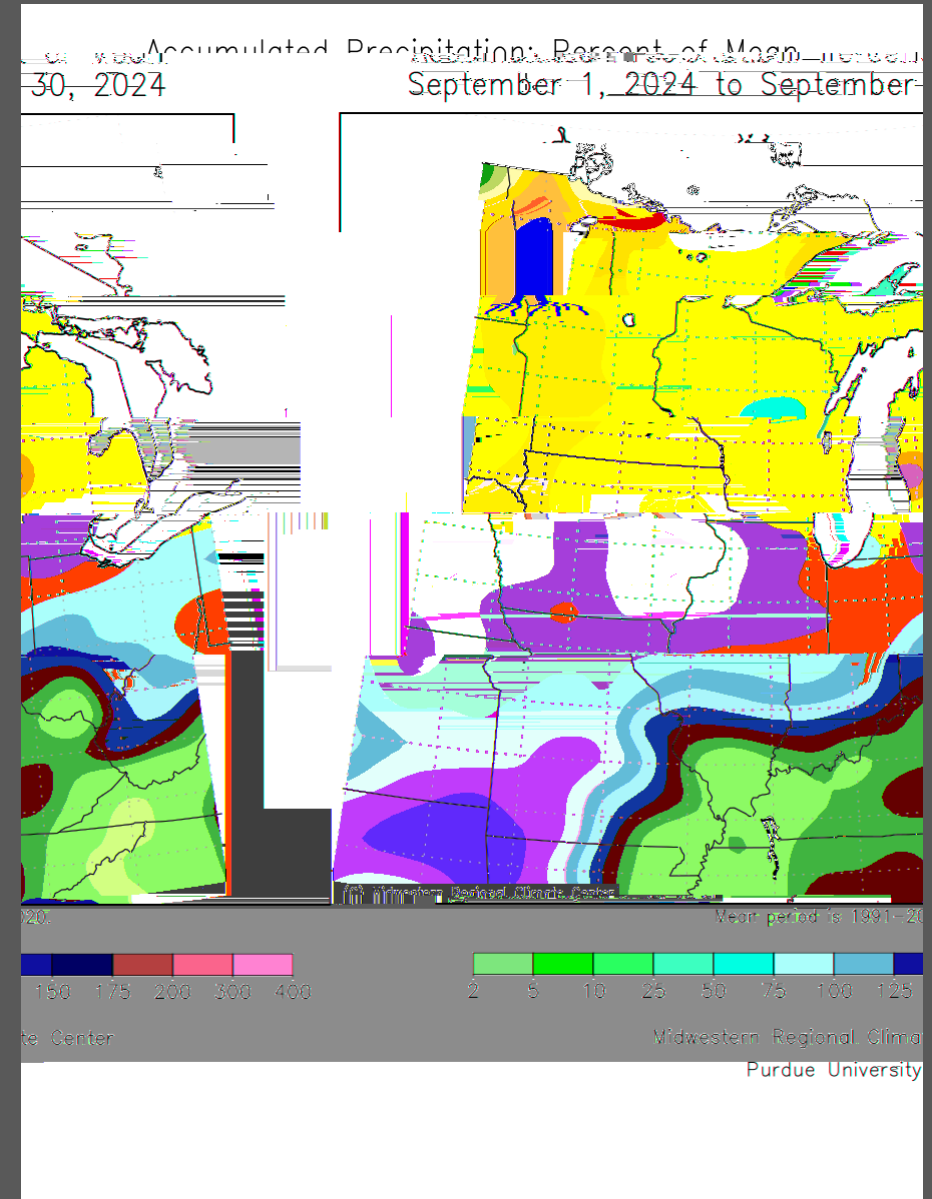 Accumulated Precipitation: Percent of Mean
30, 2024
September 1, 2024 to September
(C) Midwestern Regional Climate Center
020.
Mean period is 1991-20
150 175 200 300 400
2 5 10 25 50 75 100 125
te Center
Midwestern Regional Clima
Purdue University